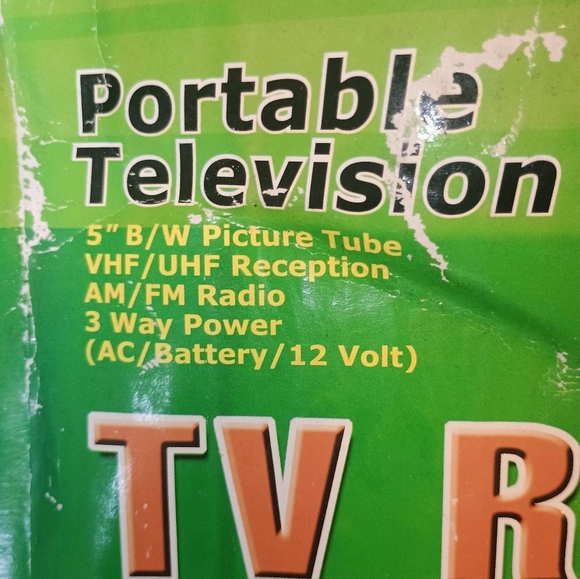 Portable
Television
5" B/W Picture Tube
VHF/UHF Reception
AM/FM Radio
3 Way Power
(AC/Battery/12 Volt)
TV R